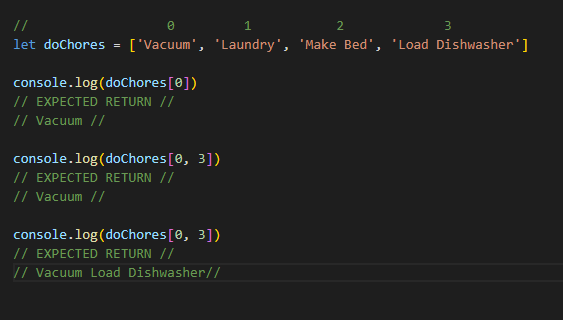 // 0 1 2 3
let doChores = ['Vacuum', 'Laundry', 'Make Bed', 'Load Dishwasher']
console.log(doChores[0])
// EXPECTED RETURN //
// Vacuum //
console.log(doChores[0, 3])
// EXPECTED RETURN //
// Vacuum //
console.log(doChores[0, 3])
// EXPECTED RETURN //
// Vacuum Load Dishwasher//